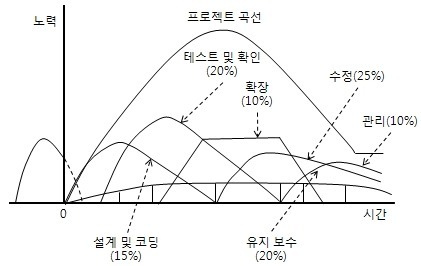 프로젝트 곡선
노력
테스트 및 확인
(20%)
확장
(10%)
수정(25%)
관리(10%)
0
시간
설계 및 코딩
(15%)
유지 보수
(20%)